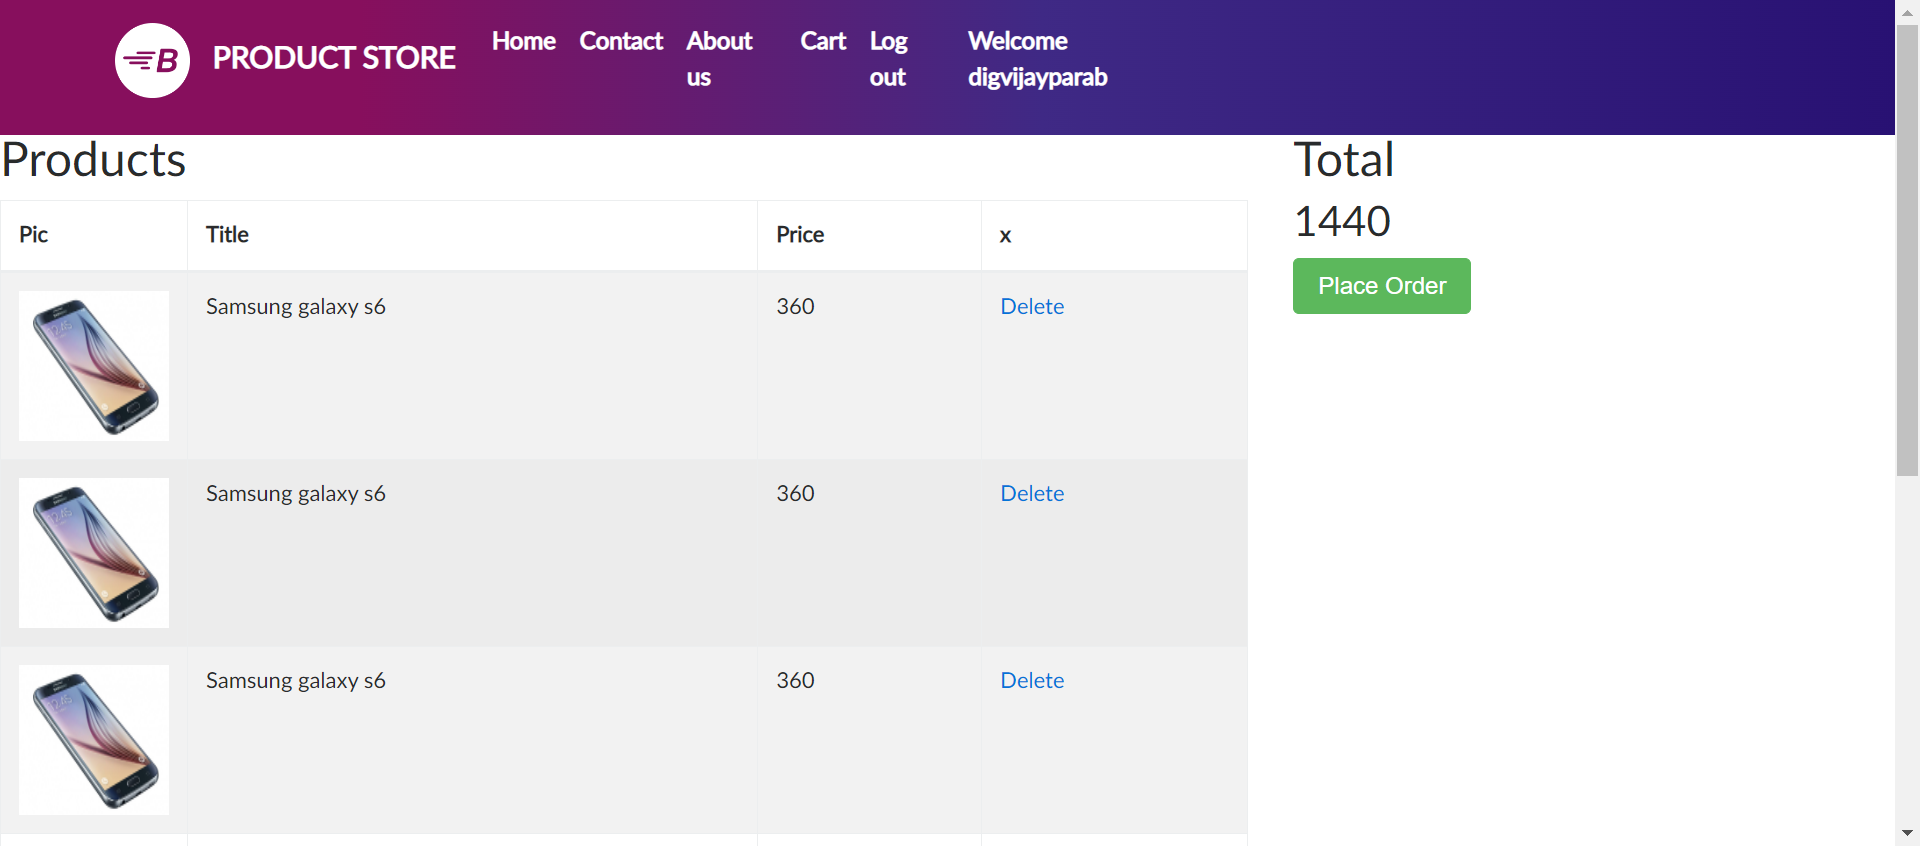 B
PRODUCT STORE
Home
Contact
About
us
Cart
Log
out
Welcome
digvijayparab
Products
Pic
Title
Price
x
Samsung galaxy s6
360
Delete
Samsung galaxy s6
360
Delete
Samsung galaxy s6
360
Delete
Total
1440
Place Order